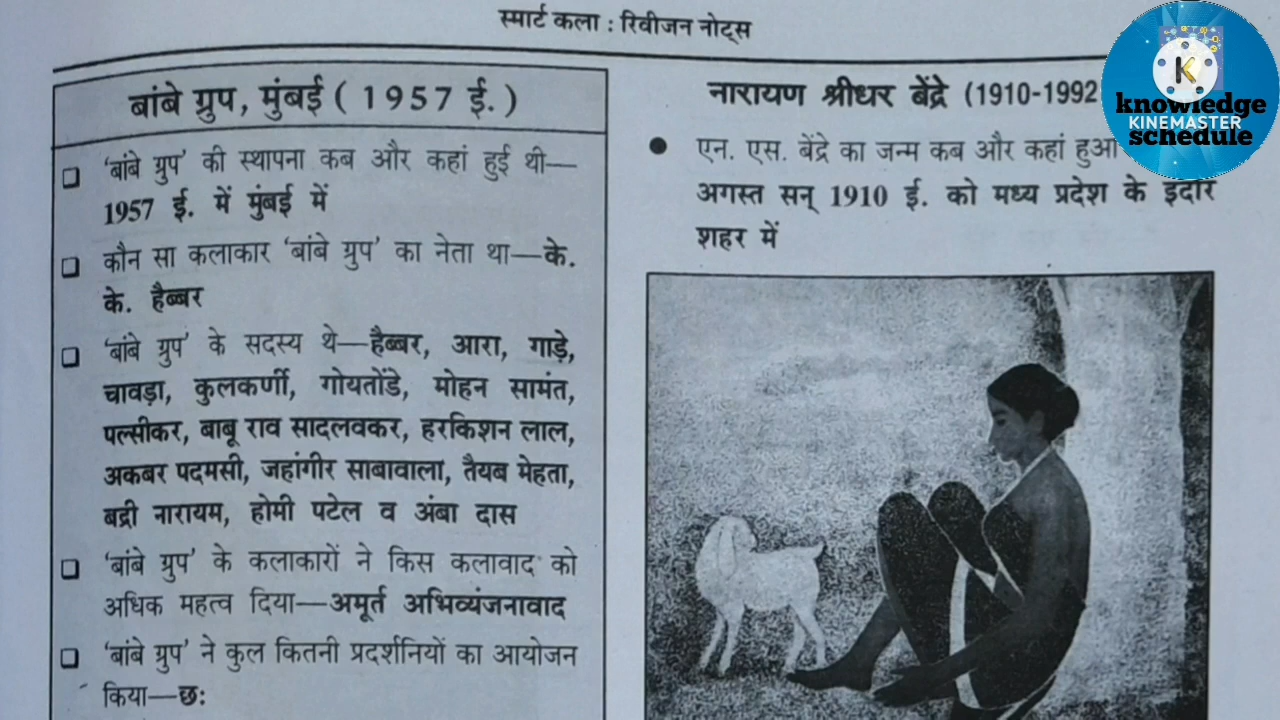 स्मार्ट कला : रिवीजन नोट्स
बांबे ग्रुप, मुंबई ( 1957 ई. )
'बांबे ग्रुप' की स्थापना कब और कहां हुई थी—
1957 ई. में मुंबई में
कौन सा कलाकार 'बांबे ग्रुप' का नेता था—के.
के. हैब्बर
'बांबे ग्रुप' के सदस्य थे—हैब्बर, आरा, गाड़े,
चावड़ा, कुलकर्णी, गोयतोंडे, मोहन सामंत,
पल्सीकर, बाबू राव सादलवकर, हरकिशन लाल,
अकबर पदमसी, जहांगीर साबावाला, तैयब मेहता,
बद्री नारायम, होमी पटेल व अंबा दास
'बांबे ग्रुप' के कलाकारों ने किस कलावाद को
अधिक महत्व दिया—अमूर्त अभिव्यंजनावाद
'बांबे ग्रुप' ने कुल कितनी प्रदर्शनियों का आयोजन
किया—छः
नारायण श्रीधर बेंद्रे (1910-1992
एन. एस. बेंद्रे का जन्म कब और कहां हुआ
अगस्त सन् 1910 ई. को मध्य प्रदेश के इंदौर
शहर में
K
knowledge
KINEMASTER
schedule